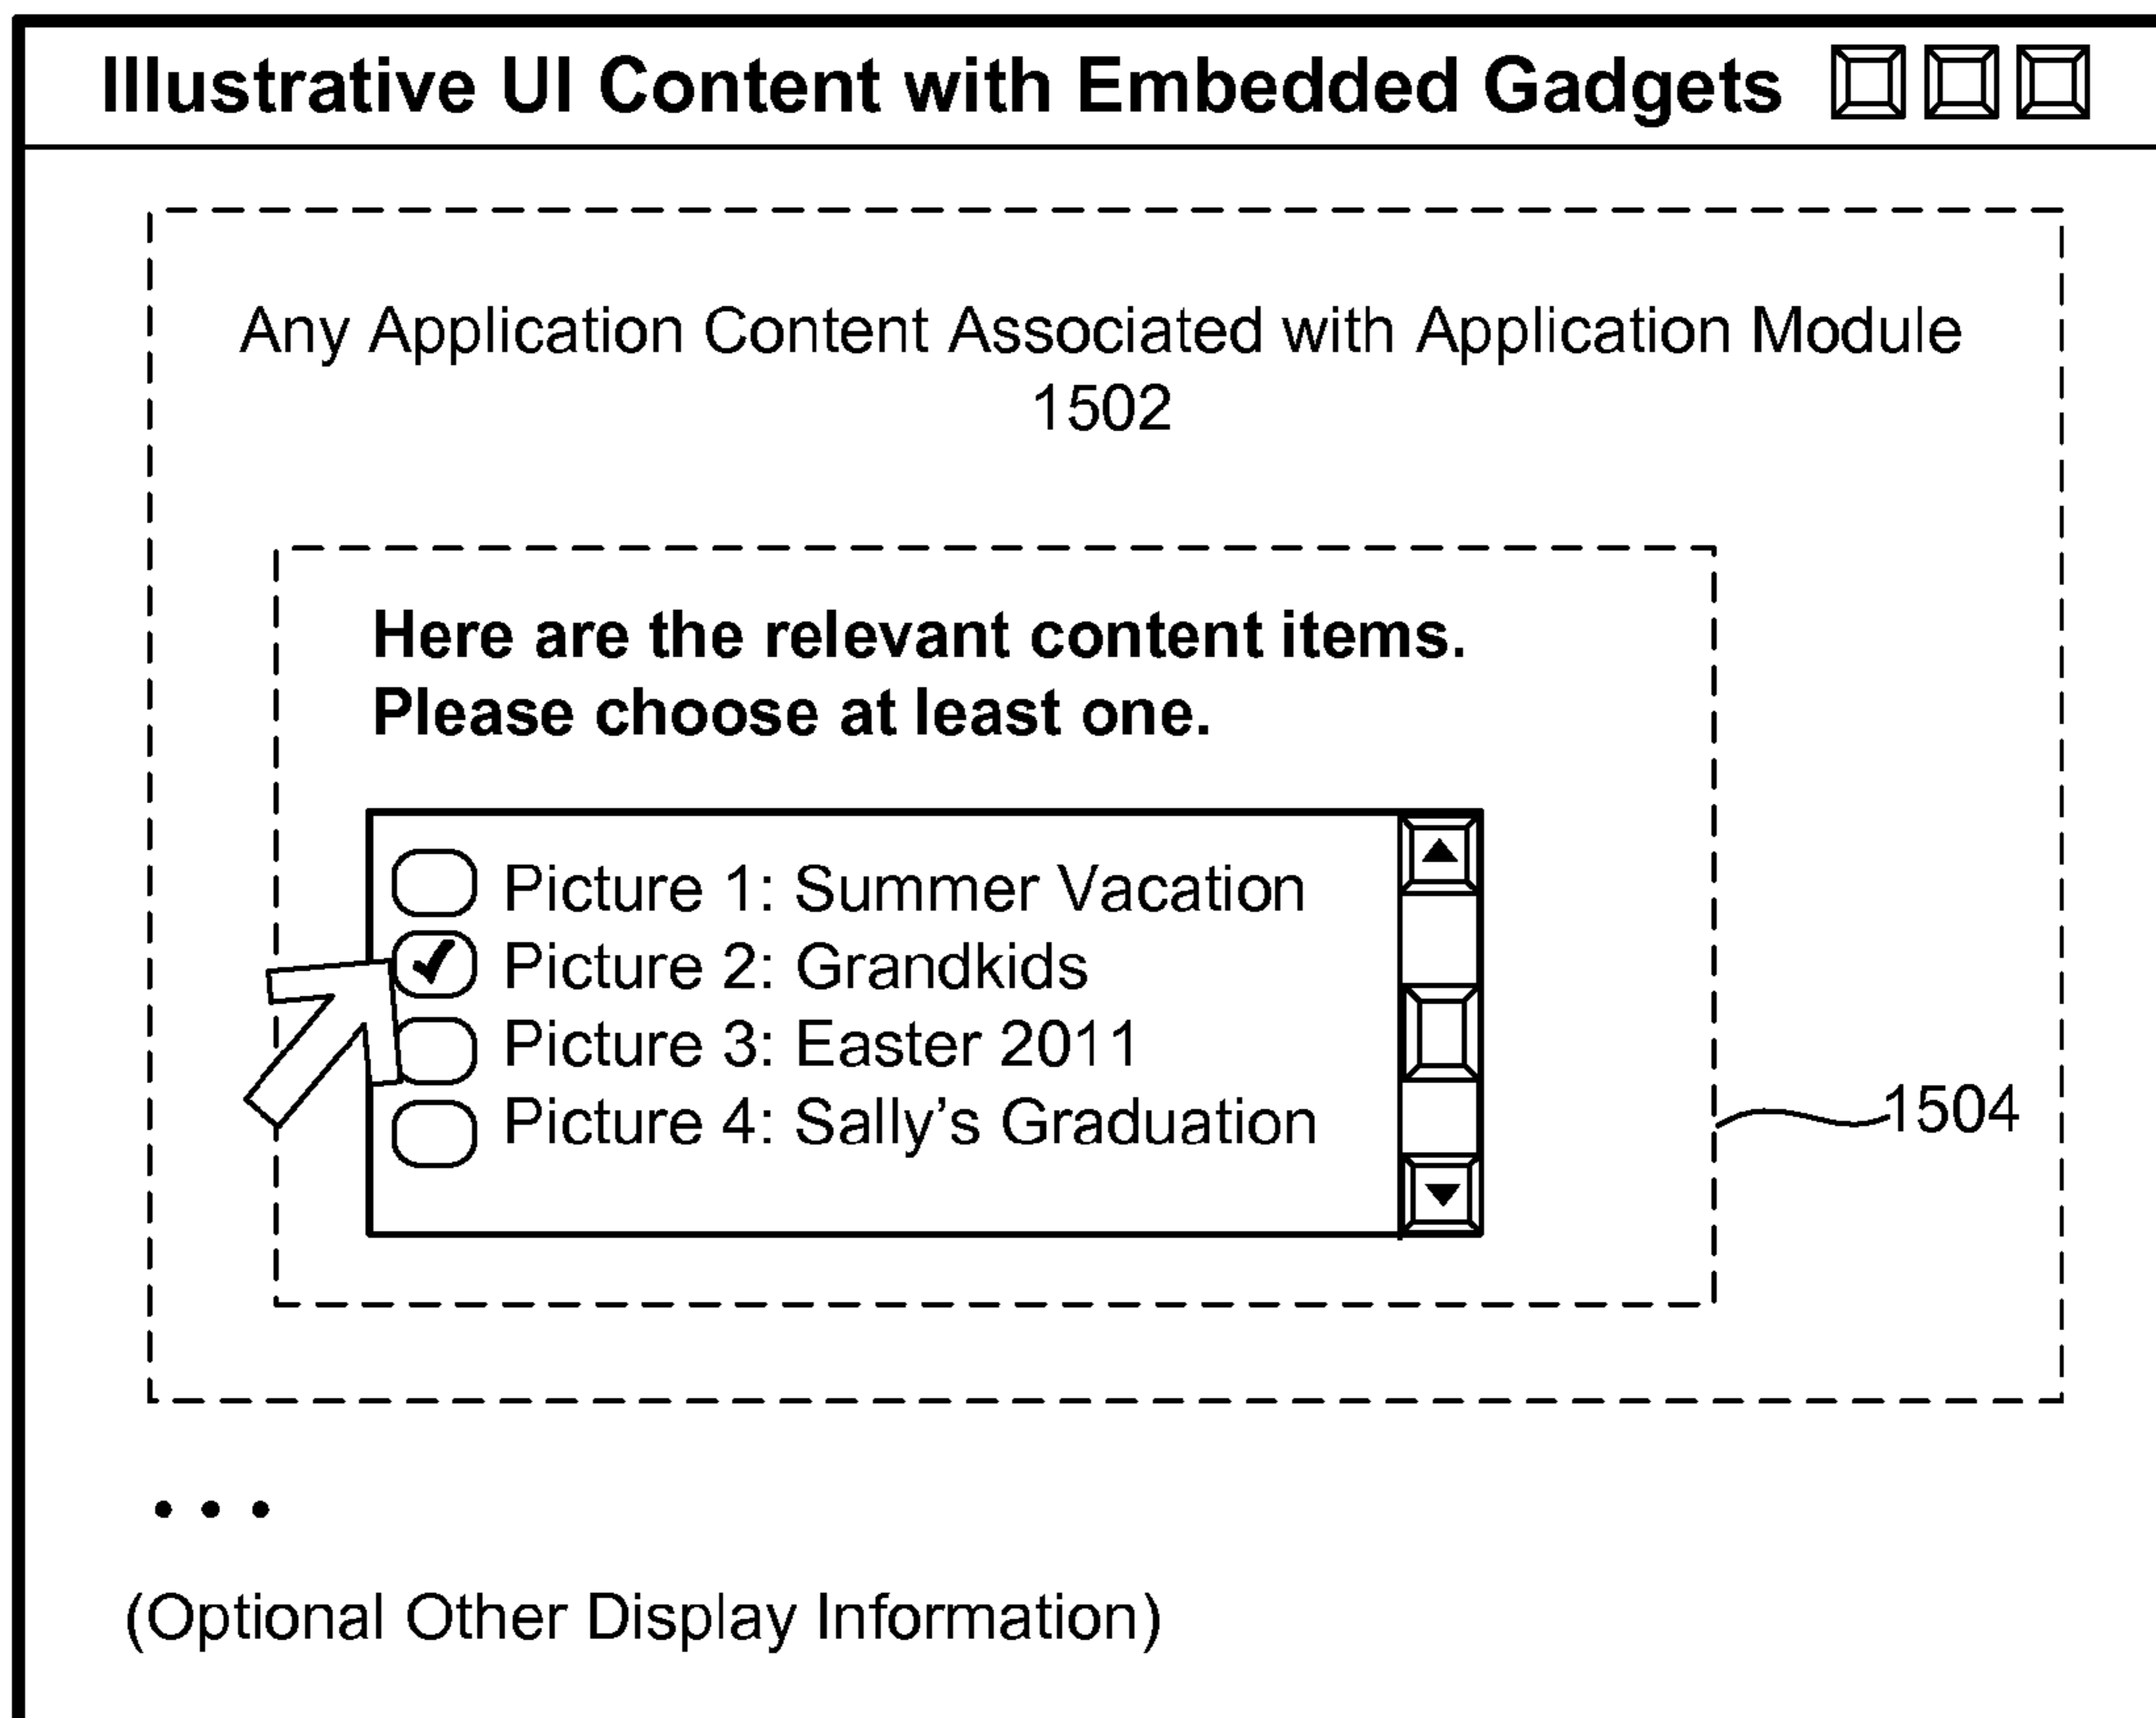 Illustrative UI Content with Embedded Gadgets
Any Application Content Associated with Application Module
1502
Here are the relevant content items.
Please choose at least one.
Picture 1: Summer Vacation
Picture 2: Grandkids
Picture 3: Easter 2011
Picture 4: Sally’s Graduation
1504
• • •
(Optional Other Display Information)